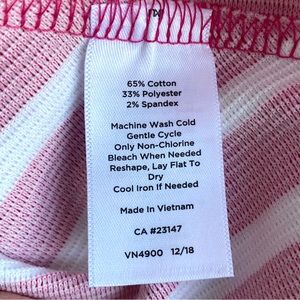 65% Cotton
33% Polyester
2% Spandex
Machine Wash Cold
Gentle Cycle
Only Non-Chlorine
Bleach When Needed
Reshape, Lay Flat To
Dry
Cool Iron If Needed
Made In Vietnam
CA #23147
VN4900 12/18